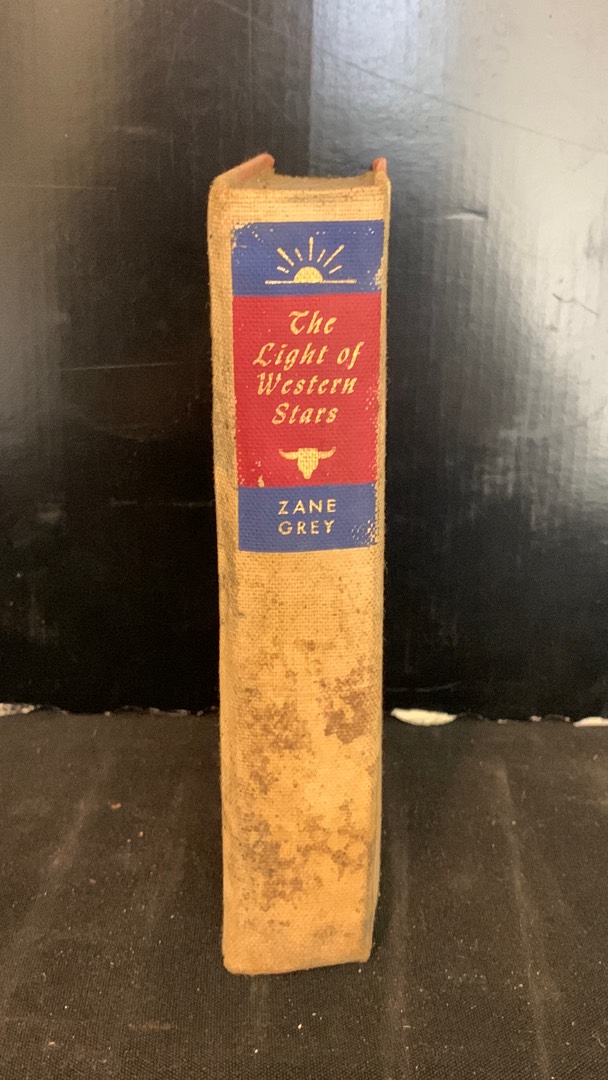 The
Light of
Western
Stars
ZANE
GREY